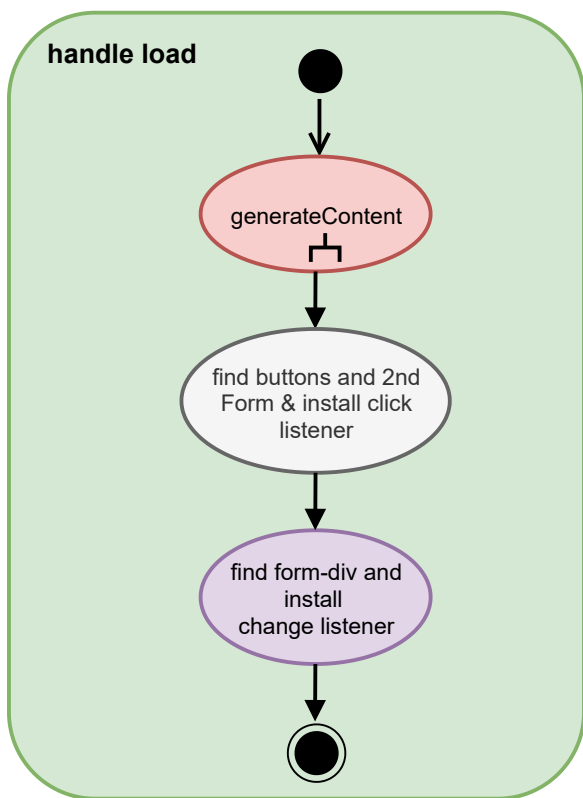 handle load
generateContent
find buttons and 2nd
Form & install click
listener
find form-div and
install
change listener